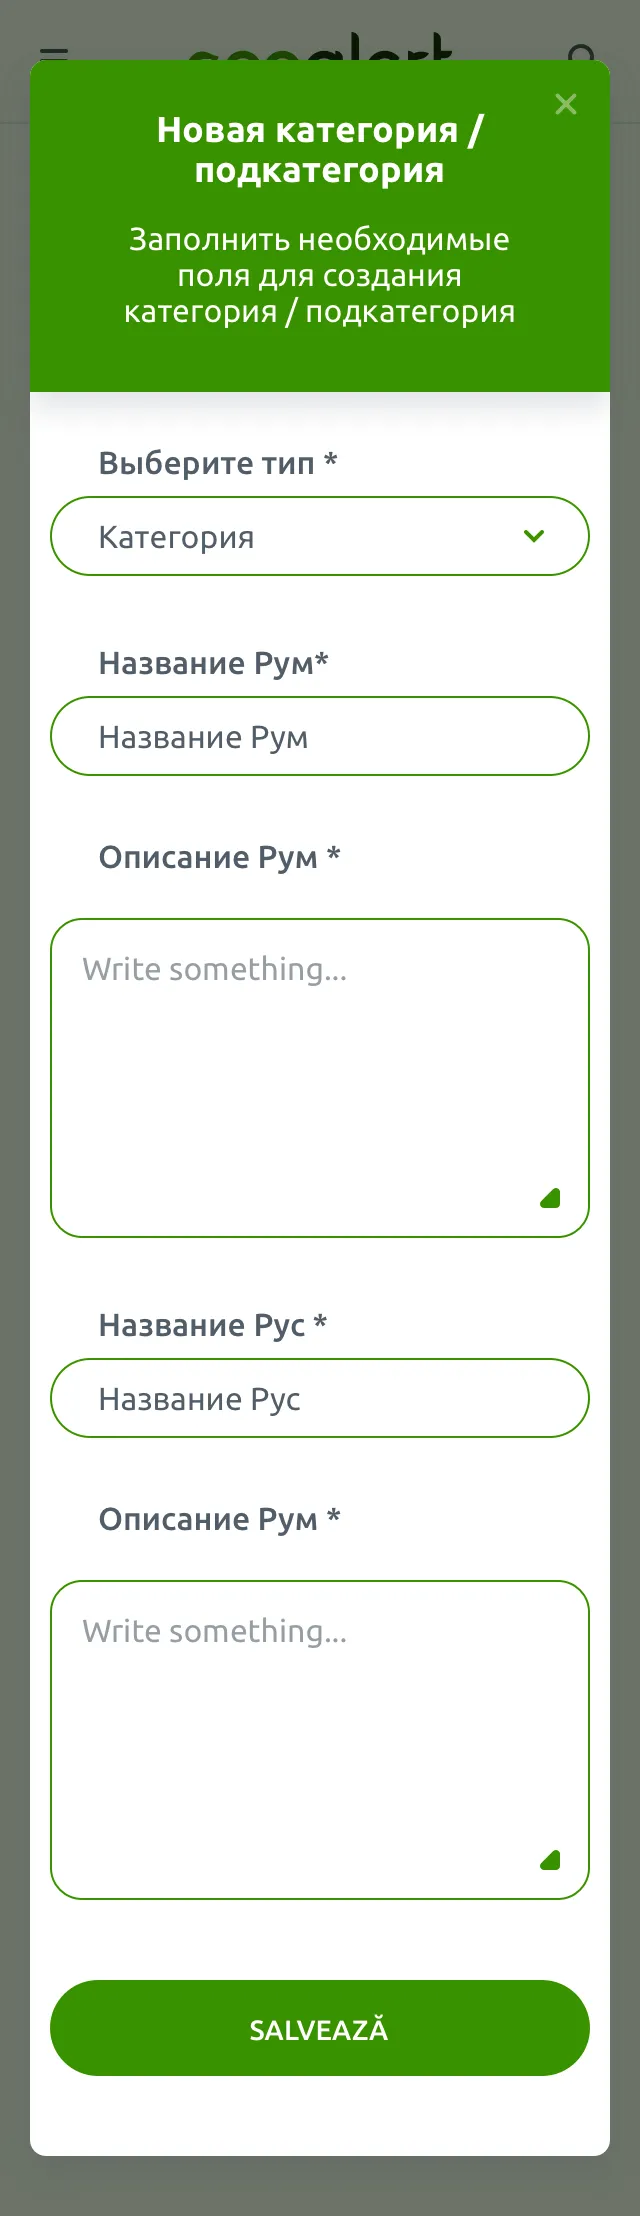 Новая категория /
подкатегория
Заполнить необходимые
поля для создания
категория / подкатегория
Выберите тип *
Категория
Название Рум*
Название Рум
Описание Рум *
Write something...
Название Рус *
Название Рус
Описание Рум *
Write something...
SALVEAZĂ